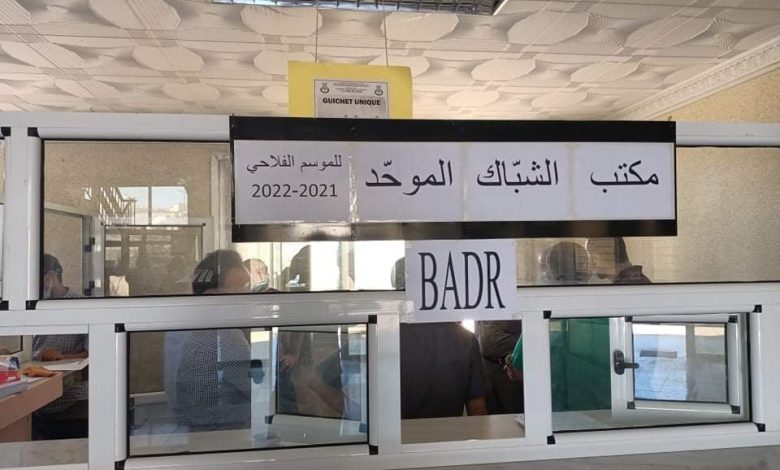 GUICHET UNIQUE
مكتب الشبّاك الموحّد
للموسم الفلاحي
2022-2021
BADR